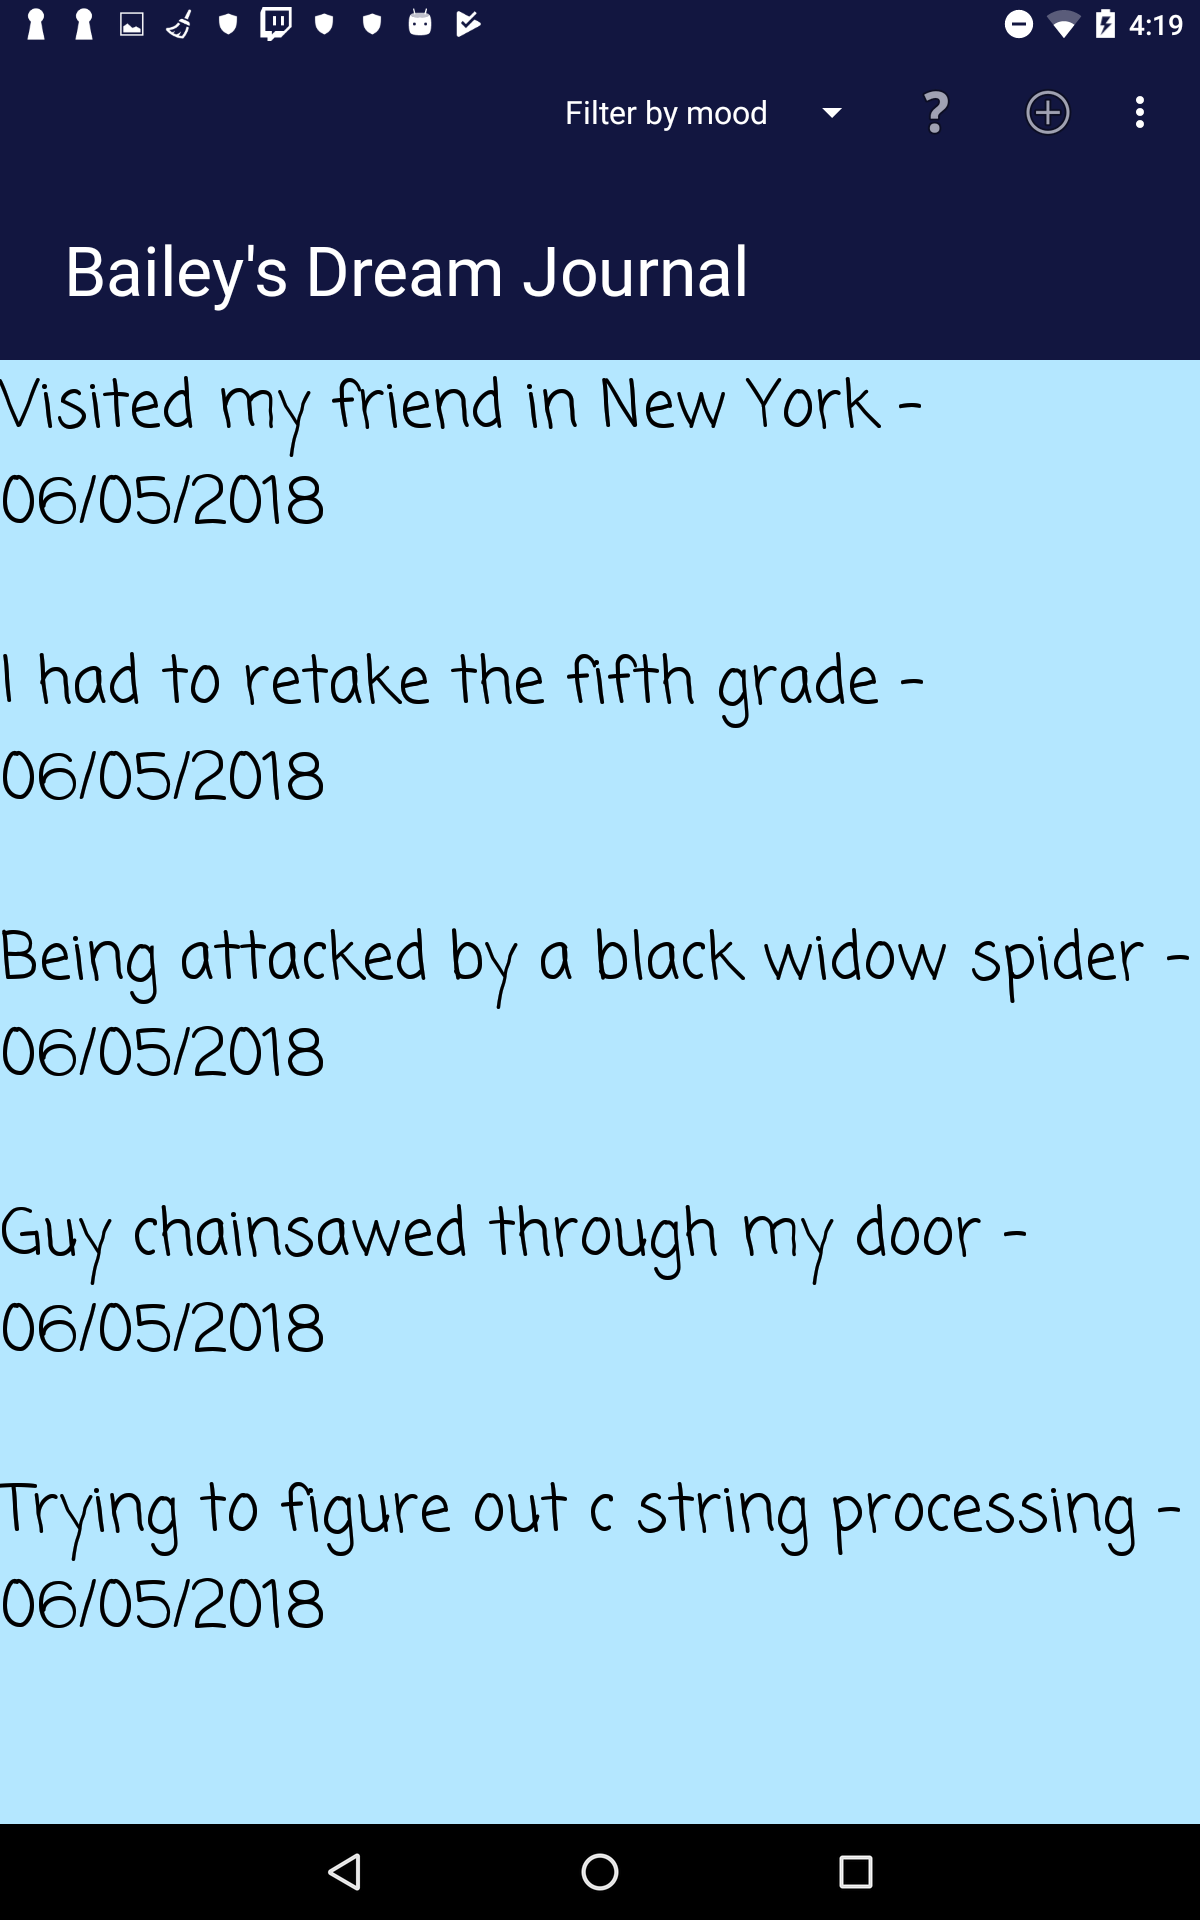 4:19
Filter by mood
Bailey's Dream Journal
Visited my friend in New York -
06/05/2018
I had to retake the fifth grade -
06/05/2018
Being attacked by a black widow spider -
06/05/2018
Guy chainsawed through my door -
06/05/2018
Trying to figure out c string processing -
06/05/2018